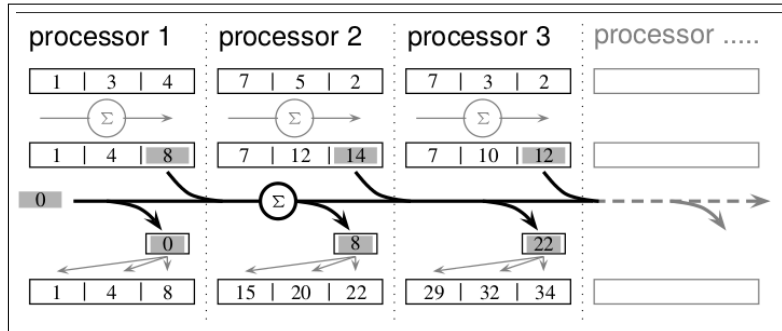 processor 1 processor 2 processor 3 processor .....
1 | 3 | 4 7 | 5 | 2 7 | 3 | 2
Σ Σ Σ
1 | 4 | 8 7 | 12 | 14 7 | 10 | 12
0 Σ
0 8 22
1 | 4 | 8 15 | 20 | 22 29 | 32 | 34